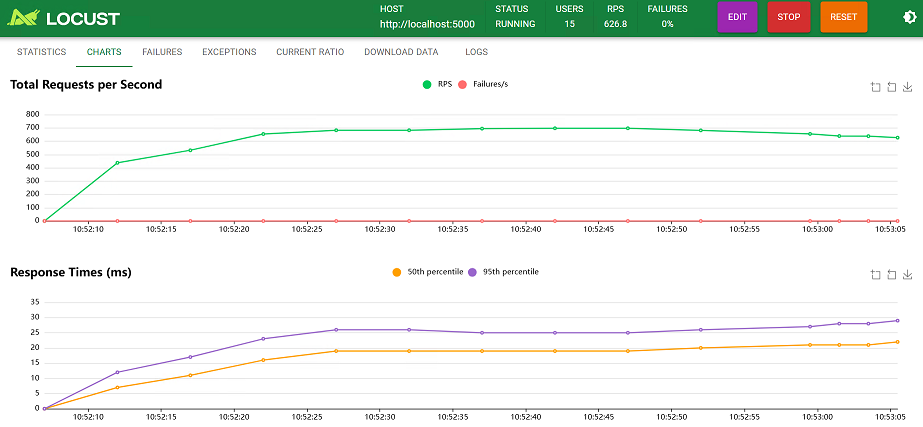 LOCUST
HOST
http://localhost:5000
STATUS
RUNNING
USERS
15
RPS
626.8
FAILURES
0%
EDIT
STOP
RESET
STATISTICS CHARTS FAILURES EXCEPTIONS CURRENT RATIO DOWNLOAD DATA LOGS
Total Requests per Second
RPS Failures/s
800
700
600
500
400
300
200
100
0
10:52:10 10:52:15 10:52:20 10:52:25 10:52:30 10:52:35 10:52:40 10:52:45 10:52:50 10:52:55 10:53:00 10:53:05
Response Times (ms)
50th percentile 95th percentile
35
30
25
20
15
10
5
0
10:52:10 10:52:15 10:52:20 10:52:25 10:52:30 10:52:35 10:52:40 10:52:45 10:52:50 10:52:55 10:53:00 10:53:05